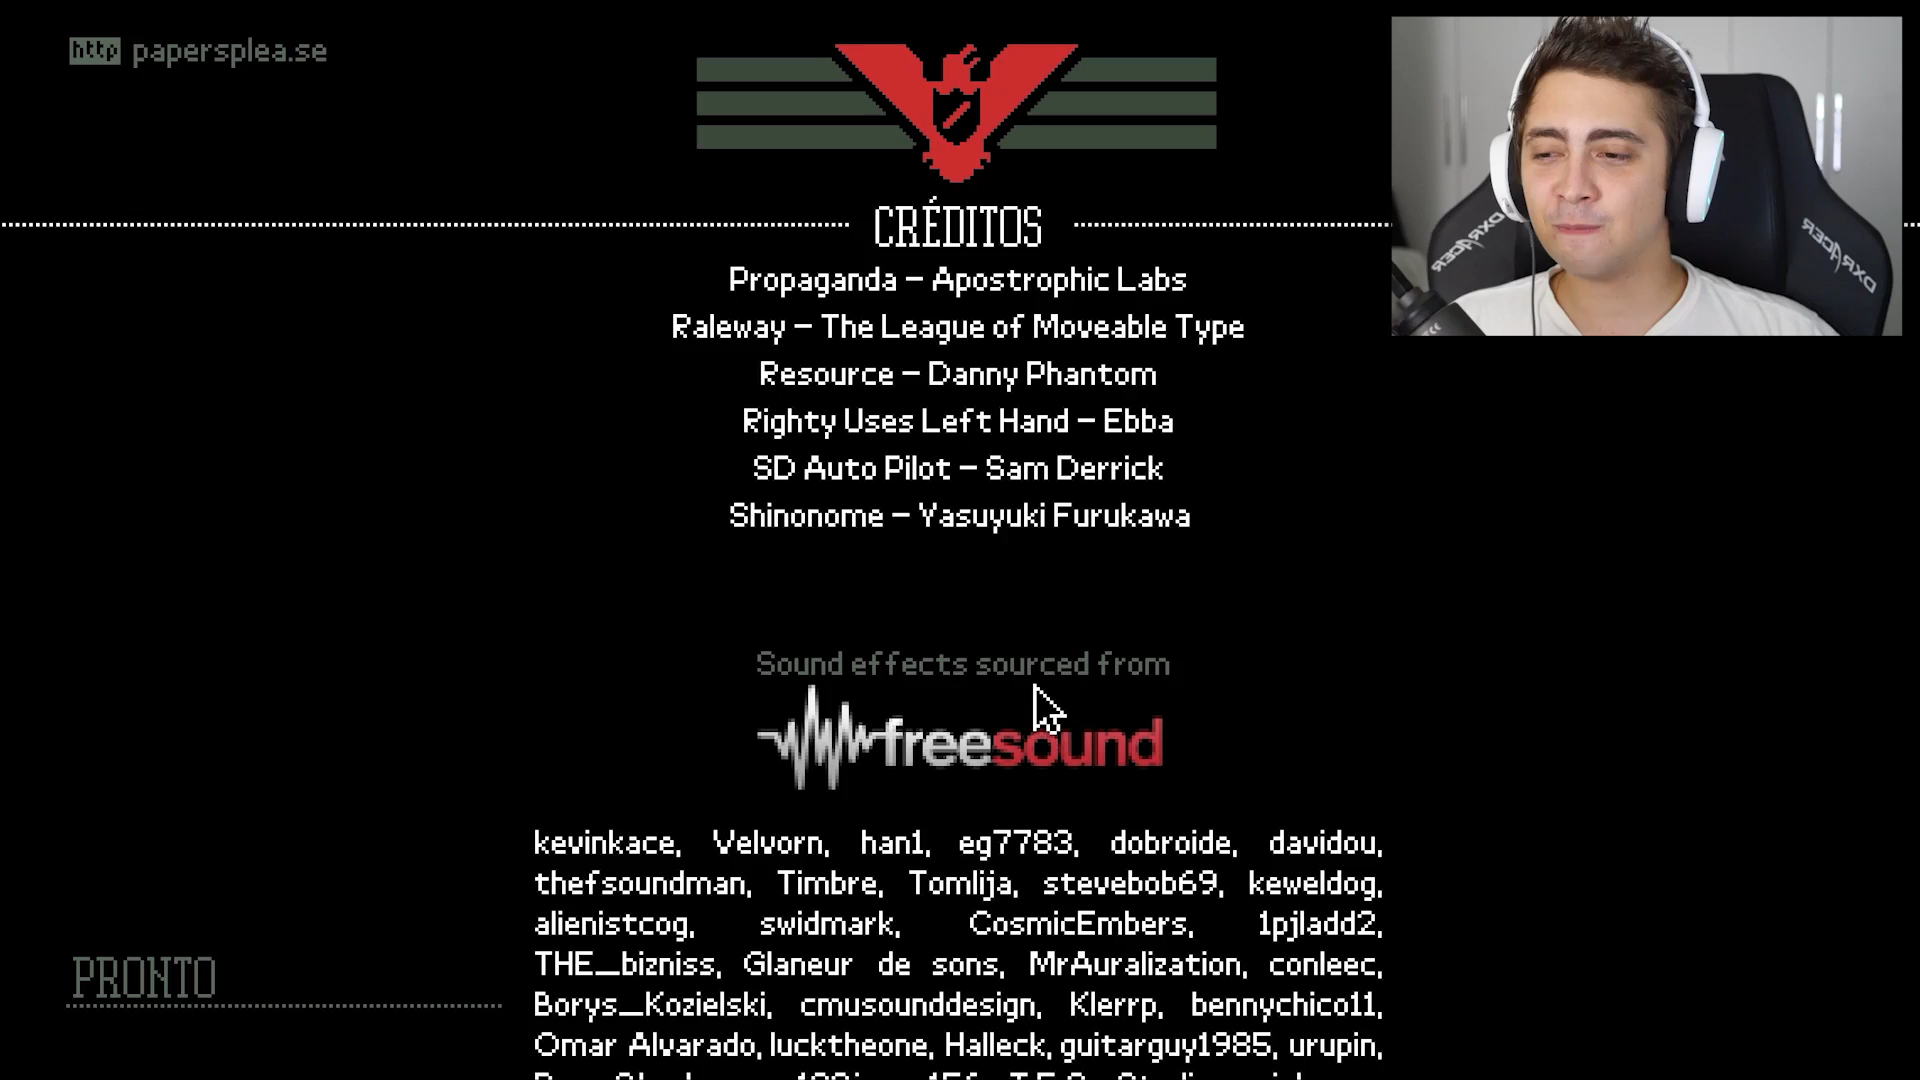 http papersplea.se
CRÉDITOS
Propaganda – Apostrophic Labs
Raleway – The League of Moveable Type
Resource – Danny Phantom
Righty Uses Left Hand – Ebba
SD Auto Pilot – Sam Derrick
Shinonome – Yasuyuki Furukawa
Sound effects sourced from
freesound
kevinkace, Velvorn, han1, eg7783, dobroide, davidou,
thefsoundman, Timbre, Tomlija, stevebob69, keweldog,
alienistcog, swidmark, CosmicEmbers, 1pjladd2,
THE_bizniss, Glaneur de sons, MrAuralization, conleec,
Borys_Kozielski, cmusounddesign, Klerrp, bennychico11,
Omar Alvarado, lucktheone, Halleck, guitarguy1985, urupin,
PRONTO
DXRACER
DXRACER